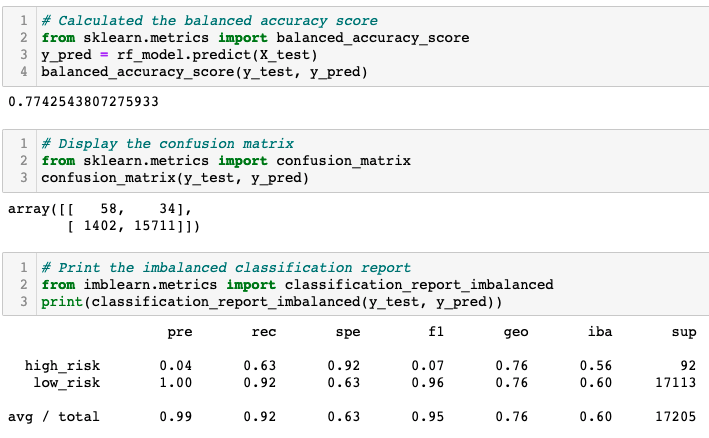 1 # Calculated the balanced accuracy score
2 from sklearn.metrics import balanced_accuracy_score
3 y_pred = rf_model.predict(X_test)
4 balanced_accuracy_score(y_test, y_pred)
0.7742543807275933
1 # Display the confusion matrix
2 from sklearn.metrics import confusion_matrix
3 confusion_matrix(y_test, y_pred)
array([[   58,    34],
       [ 1402, 15711]])
1 # Print the imbalanced classification report
2 from imblearn.metrics import classification_report_imbalanced
3 print(classification_report_imbalanced(y_test, y_pred))
pre rec spe f1 geo iba sup
high_risk 0.04 0.63 0.92 0.07 0.76 0.56 92
low_risk 1.00 0.92 0.63 0.96 0.76 0.60 17113
avg / total 0.99 0.92 0.63 0.95 0.76 0.60 17205